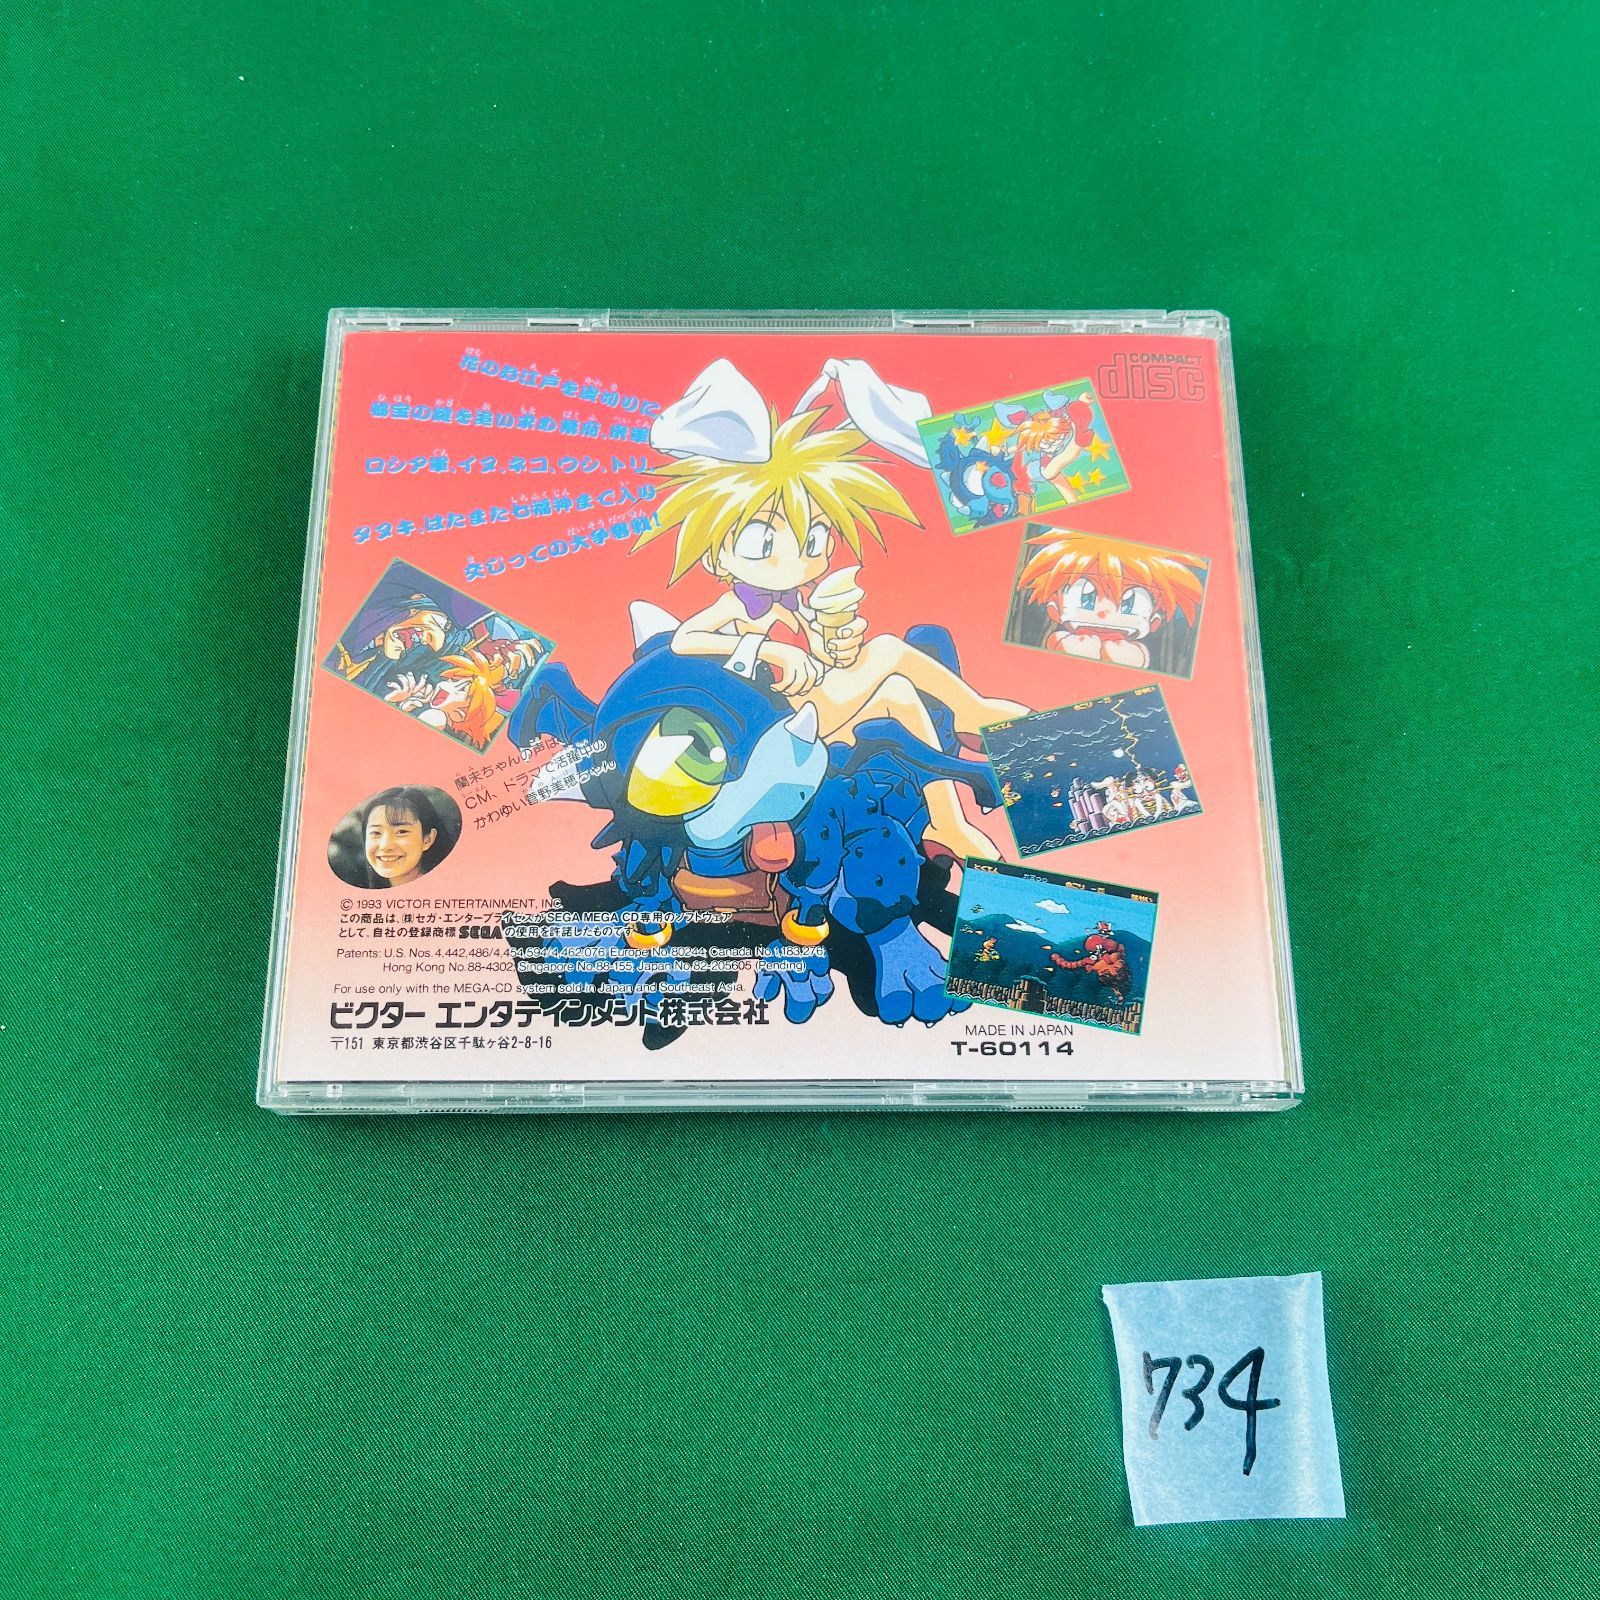 花のお江戸を皮切りに、
秘宝の謎を追い求め幕府、米軍
ロシア軍、イヌ、ネコ、ウシ、トリ、
タヌキ、はたまた七福神まで入り
交じっての大争奪戦!
COMPACT
disc
蘭未ちゃんの声は、
CM、ドラマで活躍中の
かわゆい菅野美穂ちゃん
© 1993 VICTOR ENTERTAINMENT, INC.
この商品は、㈱セガ・エンタープライゼスがSEGA MEGA CD専用のソフトウェア
として、自社の登録商標 SEGA の使用を許諾したものです。
Patents: U.S. Nos. 4,442,486/4,454,594/4,462,076; Europe No. 80244; Canada No. 1,183,276;
Hong Kong No. 88-4302; Singapore No. 88-155; Japan No. 82-205605 (Pending)
For use only with the MEGA-CD system sold in Japan and Southeast Asia.
ビクター エンタテインメント株式会社
〒151 東京都渋谷区千駄ヶ谷2-8-16
MADE IN JAPAN
T-60114
734